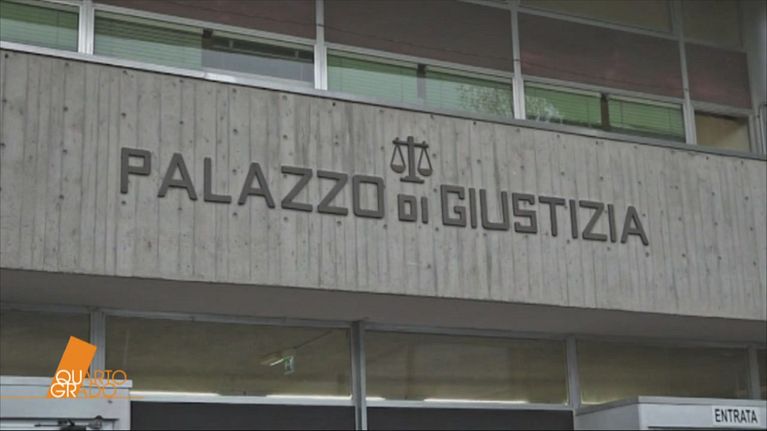 PALAZZO DI GIUSTIZIA
QUARTO
GRADO
ENTRATA